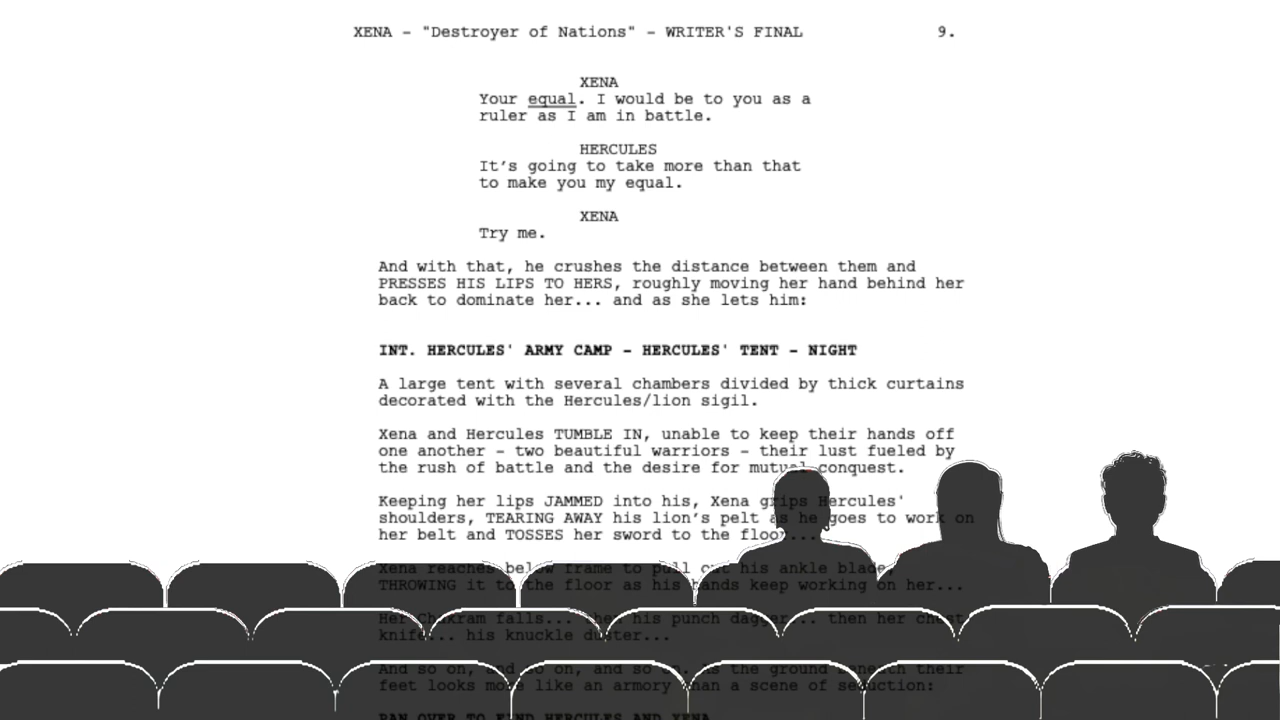 XENA - "Destroyer of Nations" - WRITER'S FINAL 9.
XENA
Your equal. I would be to you as a
ruler as I am in battle.
HERCULES
It's going to take more than that
to make you my equal.
XENA
Try me.
And with that, he crushes the distance between them and
PRESSES HIS LIPS TO HERS, roughly moving her hand behind her
back to dominate her... and as she lets him:
INT. HERCULES' ARMY CAMP - HERCULES' TENT - NIGHT
A large tent with several chambers divided by thick curtains
decorated with the Hercules/lion sigil.
Xena and Hercules TUMBLE IN, unable to keep their hands off
one another - two beautiful warriors - their lust fueled by
the rush of battle and the desire for mutual conquest.
Keeping her lips JAMMED into his, Xena grips Hercules'
shoulders, TEARING AWAY his lion's pelt as he goes to work on
her belt and TOSSES her sword to the floor...
Xena reaches below frame to pull out his ankle blade,
THROWING it to the floor as his hands keep working on her...
Her Chakram falls... then his punch dagger... then her chest
knife... his knuckle duster...
And so on, and so on, and so on. As the ground beneath their
feet looks more like an armory than a scene of seduction:
PAN OVER TO FIND HERCULES AND XENA